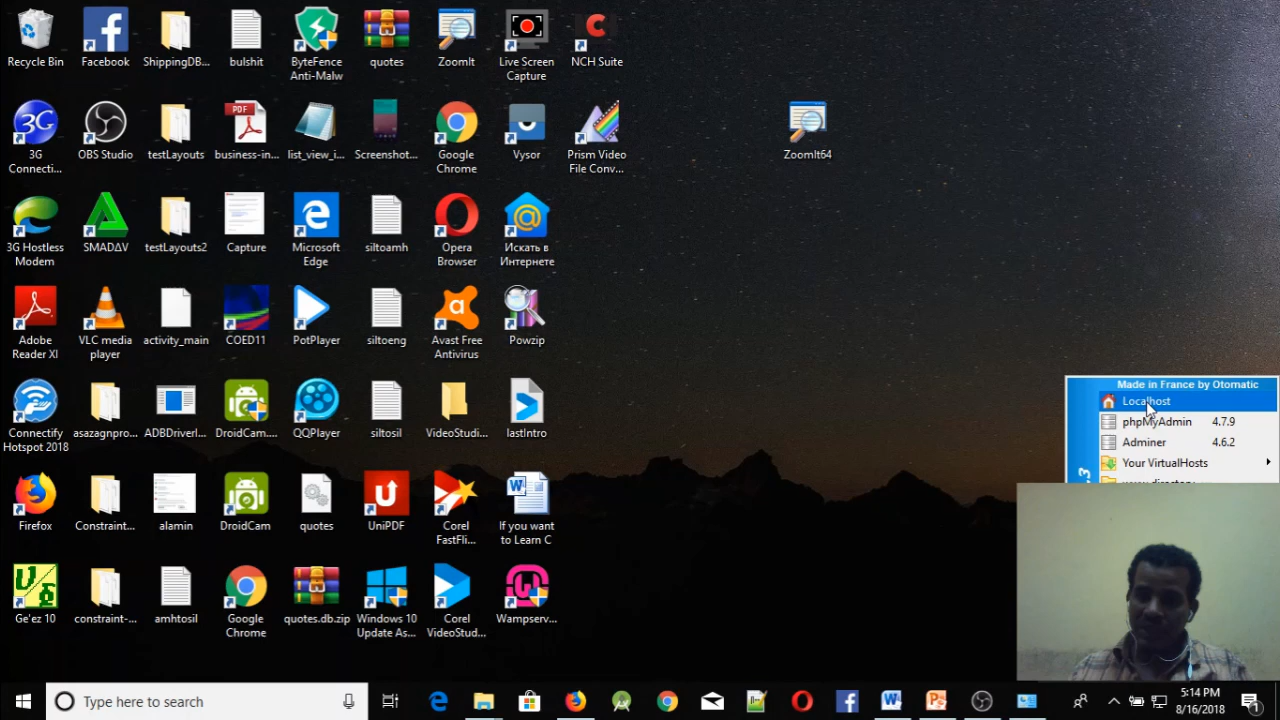 Recycle Bin
Facebook
ShippingDB...
bulshit
ByteFence
Anti-Malw
quotes
ZoomIt
Live Screen
Capture
NCH Suite
3G
Connecti...
OBS Studio
testLayouts
PDF
business-in...
list_view_i...
Screenshot...
Google
Chrome
Vysor
Prism Video
File Conv...
ZoomIt64
3G Hostless
Modem
SMADΔV
testLayouts2
Capture
Microsoft
Edge
siltoamh
Opera
Browser
Искать в
Интернете
Adobe
Reader XI
VLC media
player
activity_main
COED11
PotPlayer
siltoeng
Avast Free
Antivirus
Powzip
Connectify
Hotspot 2018
asazagnpro...
ADBDriverI...
DroidCam...
QQPlayer
siltosil
VideoStudi...
lastIntro
Firefox
Constraint...
alamin
DroidCam
quotes
UniPDF
Corel
FastFli...
If you want
to Learn C
Ge'ez 10
constraint-...
amhtosil
Google
Chrome
quotes.db.zip
Windows 10
Update As...
Corel
VideoStud...
Wampserv...
Made in France by Otomatic
Localhost
phpMyAdmin 4.7.9
Adminer 4.6.2
Your VirtualHosts
Type here to search
5:14 PM
8/16/2018